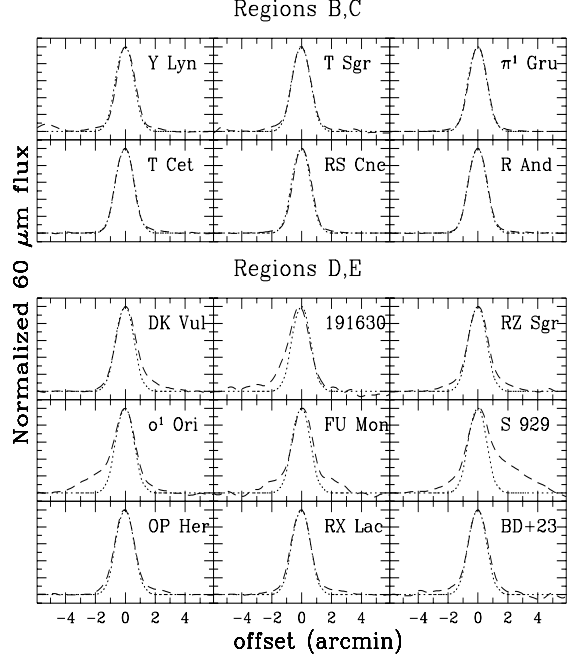 Regions B,C
Y Lyn
T Sgr
π¹ Gru
T Cet
RS Cnc
R And
Normalized 60 μm flux
Regions D,E
DK Vul
191630
RZ Sgr
o¹ Ori
FU Mon
S 929
OP Her
RX Lac
BD+23
-4 -2 0 2 4 -4 -2 0 2 4 -4 -2 0 2 4
offset (arcmin)